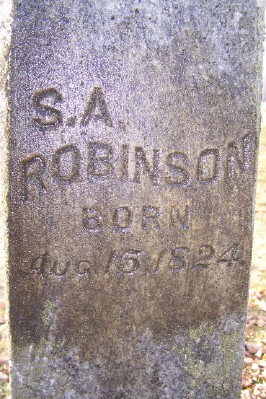 S.A.
ROBINSON
BORN
Aug 15, 1824.